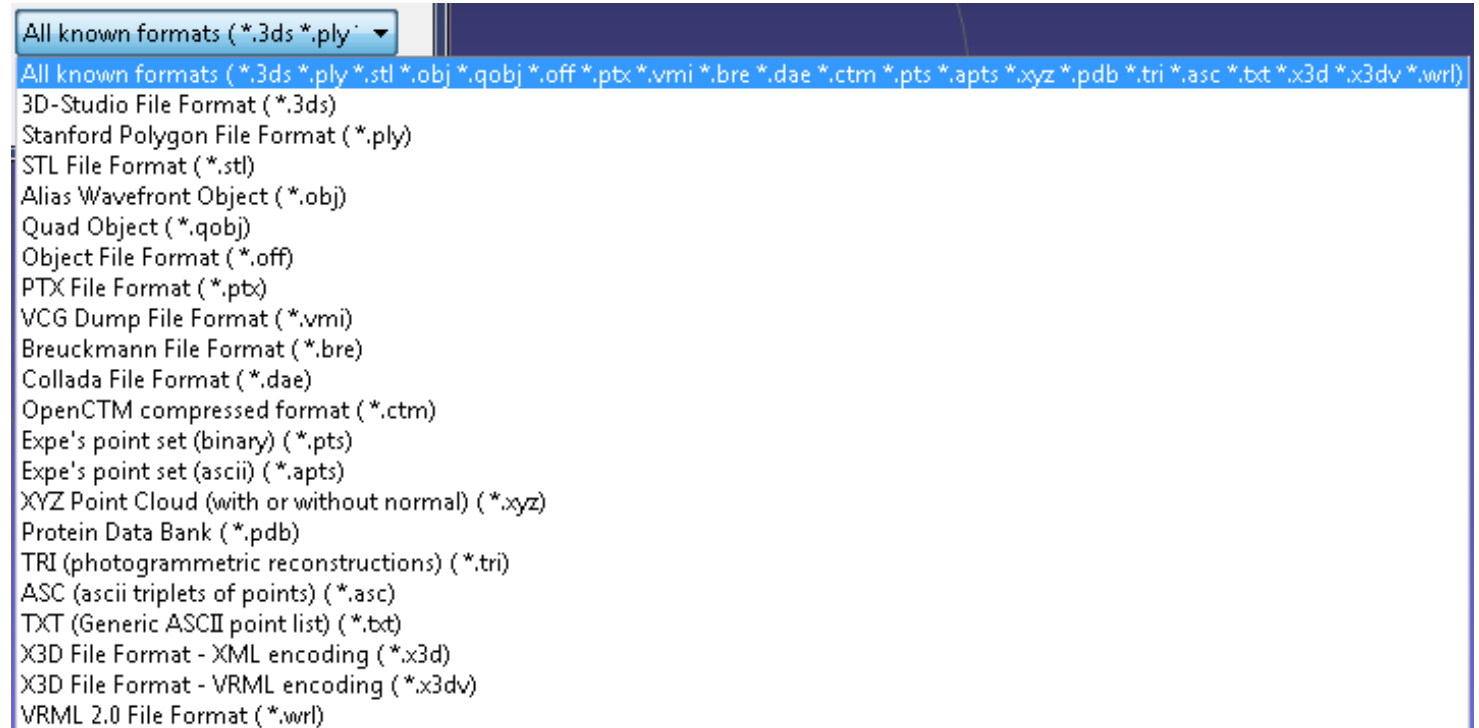 All known formats (*.3ds *.ply
All known formats (*.3ds *.ply *.stl *.obj *.qobj *.off *.ptx *.vmi *.bre *.dae *.ctm *.pts *.apts *.xyz *.pdb *.tri *.asc *.txt *.x3d *.x3dv *.wrl)
3D-Studio File Format (*.3ds)
Stanford Polygon File Format (*.ply)
STL File Format (*.stl)
Alias Wavefront Object (*.obj)
Quad Object (*.qobj)
Object File Format (*.off)
PTX File Format (*.ptx)
VCG Dump File Format (*.vmi)
Breuckmann File Format (*.bre)
Collada File Format (*.dae)
OpenCTM compressed format (*.ctm)
Expe's point set (binary) (*.pts)
Expe's point set (ascii) (*.apts)
XYZ Point Cloud (with or without normal) (*.xyz)
Protein Data Bank (*.pdb)
TRI (photogrammetric reconstructions) (*.tri)
ASC (ascii triplets of points) (*.asc)
TXT (Generic ASCII point list) (*.txt)
X3D File Format - XML encoding (*.x3d)
X3D File Format - VRML encoding (*.x3dv)
VRML 2.0 File Format (*.wrl)